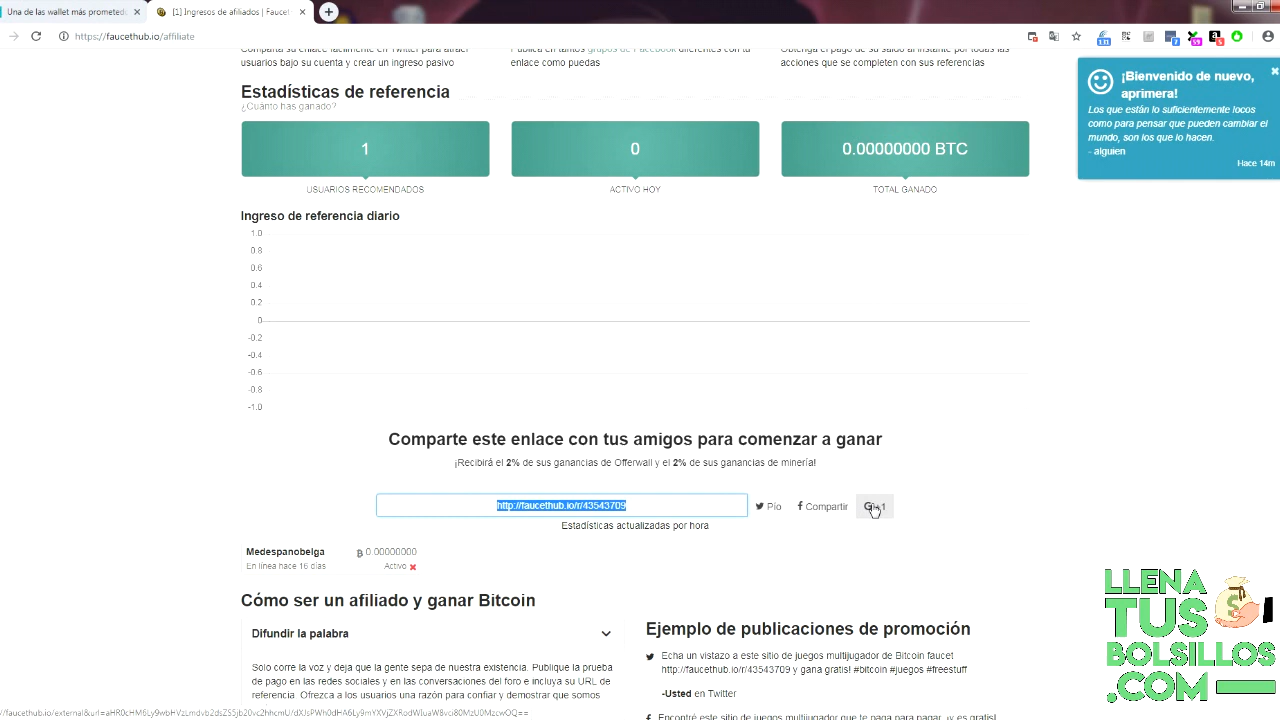 Una de las wallet más prometed
[1] Ingresos de afiliados | Faucet
https://faucethub.io/affiliate
Comparta su enlace fácilmente en Twitter para atraer
usuarios bajo su cuenta y crear un ingreso pasivo
Publica en tantos grupos de Facebook diferentes con tu
enlace como puedas
Obtenga el pago de su saldo al instante por todas las
acciones que se completen con sus referencias
¡Bienvenido de nuevo,
aprimera!
Los que están lo suficientemente locos
como para pensar que pueden cambiar el
mundo, son los que lo hacen.
- alguien
Hace 14m
Estadísticas de referencia
¿Cuánto has ganado?
1
USUARIOS RECOMENDADOS
0
ACTIVO HOY
0.00000000 BTC
TOTAL GANADO
Ingreso de referencia diario
1.0
0.8
0.6
0.4
0.2
0
-0.2
-0.4
-0.6
-0.8
-1.0
Comparte este enlace con tus amigos para comenzar a ganar
¡Recibirá el 2% de sus ganancias de Offerwall y el 2% de sus ganancias de minería!
http://faucethub.io/r/43543709
Pío
Compartir
Estadísticas actualizadas por hora
Medespanobelga
0.00000000
En línea hace 16 días
Activo
Cómo ser un afiliado y ganar Bitcoin
Difundir la palabra
Solo corre la voz y deja que la gente sepa de nuestra existencia. Publique la prueba
de pago en las redes sociales y en las conversaciones del foro e incluya su URL de
referencia. Ofrezca a los usuarios una razón para confiar y demostrar que somos
Ejemplo de publicaciones de promoción
Echa un vistazo a este sitio de juegos multijugador de Bitcoin faucet
http://faucethub.io/r/43543709 y gana gratis! #bitcoin #juegos #freestuff
-Usted en Twitter
Encontré este sitio de juegos multijugador que te paga para pagar
LLENA
TUS
BOLSILLOS
.COM